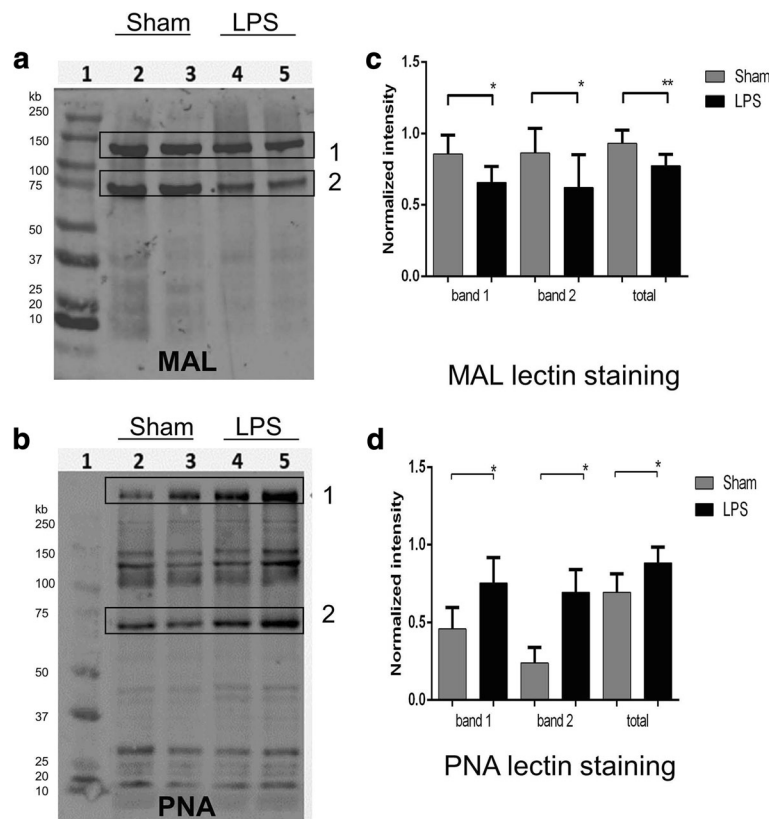 Sham LPS
a
1 2 3 4 5
kb
250
150
100
75
50
37
25
20
10
1
2
MAL
c
Normalized intensity
1.5
1.0
0.5
0.0
* * **
Sham
LPS
band 1 band 2 total
MAL lectin staining
Sham LPS
b
1 2 3 4 5
kb
250
150
100
75
50
37
25
20
10
1
2
PNA
d
Normalized intensity
1.5
1.0
0.5
0.0
* * *
Sham
LPS
band 1 band 2 total
PNA lectin staining